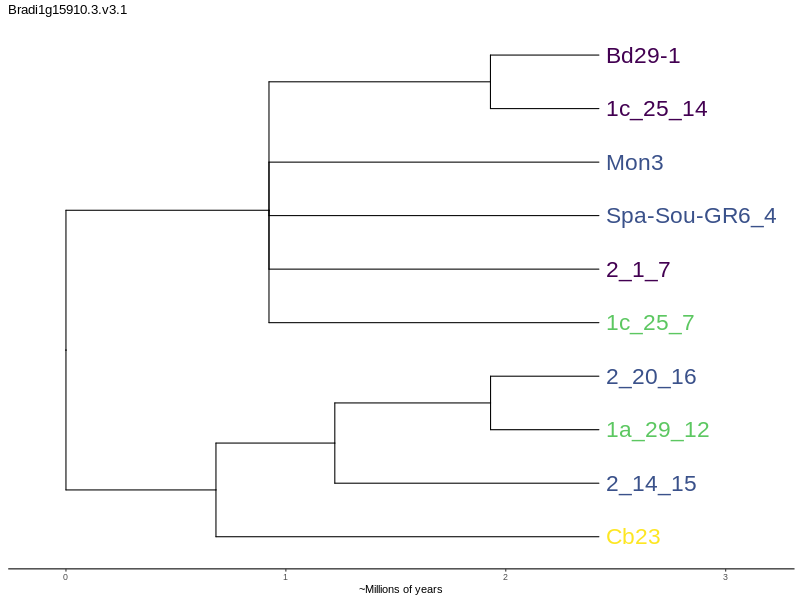 Bradi1g15910.3.v3.1
Bd29-1
1c_25_14
Mon3
Spa-Sou-GR6_4
2_1_7
1c_25_7
2_20_16
1a_29_12
2_14_15
Cb23
0 1 2 3
~Millions of years